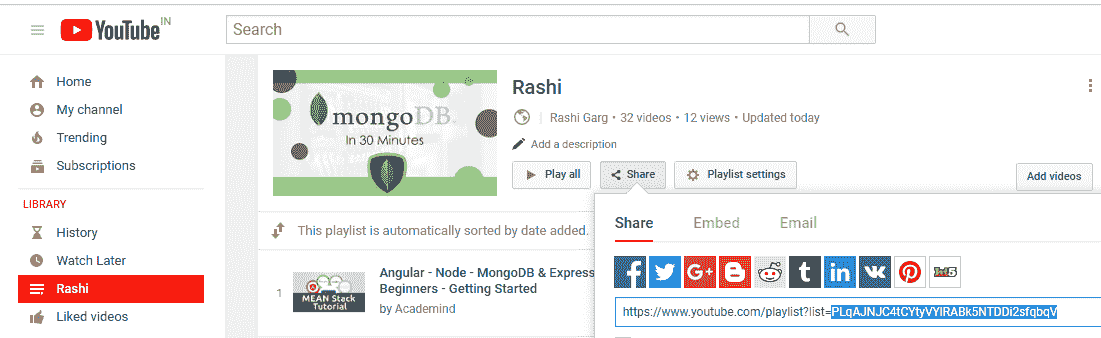 YouTube IN
Search
Home
My channel
Trending
Subscriptions
LIBRARY
History
Watch Later
Rashi
Liked videos
mongoDB.
In 30 Minutes
Rashi
Rashi Garg • 32 videos • 12 views • Updated today
Add a description
Play all
Share
Playlist settings
Add videos
This playlist is automatically sorted by date added.
1
MEAN Stack
Tutorial
Angular - Node - MongoDB & Express
Beginners - Getting Started
by Academind
Share
Embed
Email
https://www.youtube.com/playlist?list=PLqAJNJC4tCYtyVYlRABk5NTDDi2sfqbqV